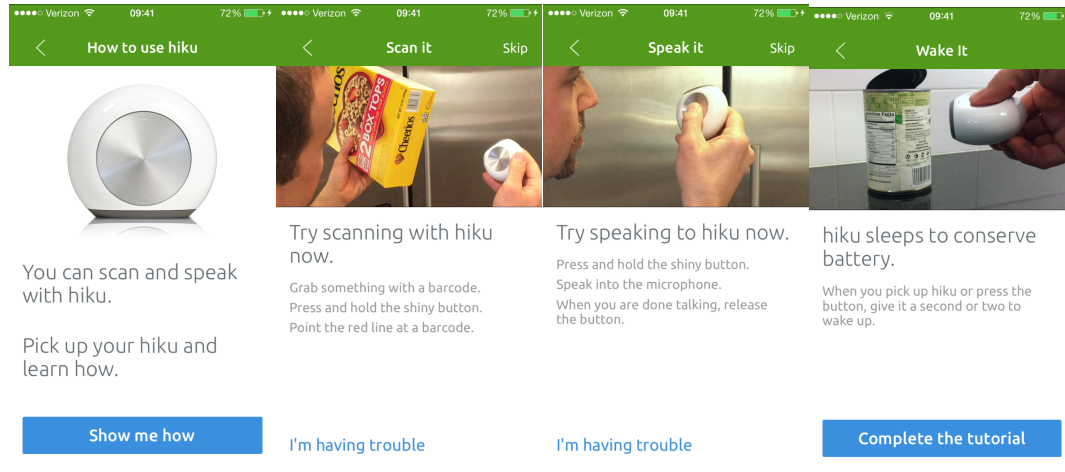 Verizon 09:41 72%
How to use hiku
You can scan and speak
with hiku.
Pick up your hiku and
learn how.
Show me how
Verizon 09:41 72%
Scan it Skip
Cheerios
2 BOX TOPS
Try scanning with hiku
now.
Grab something with a barcode.
Press and hold the shiny button.
Point the red line at a barcode.
I'm having trouble
Verizon 09:41 72%
Speak it Skip
Try speaking to hiku now.
Press and hold the shiny button.
Speak into the microphone.
When you are done talking, release
the button.
I'm having trouble
Verizon 09:41 72%
Wake It
Nutrition Facts
hiku sleeps to conserve
battery.
When you pick up hiku or press the
button, give it a second or two to
wake up.
Complete the tutorial